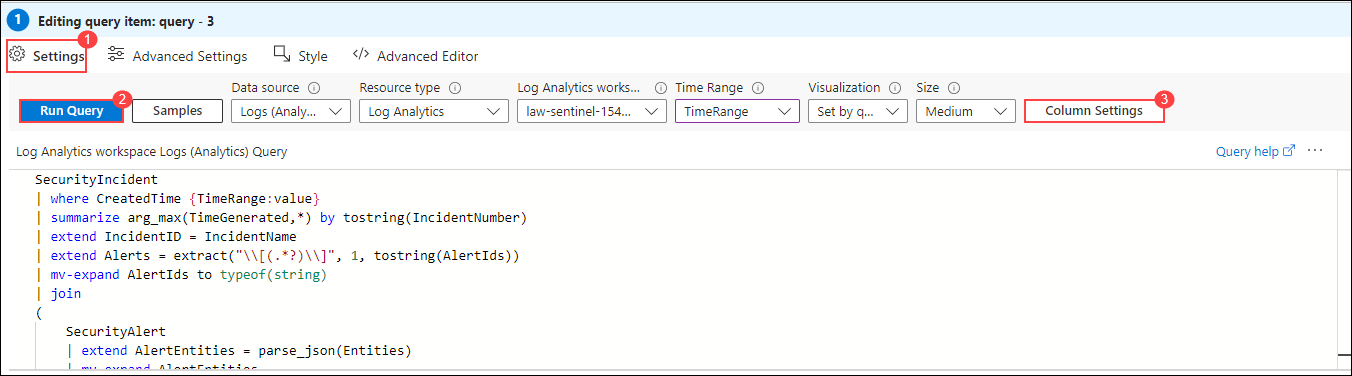 1 Editing query item: query - 3
Settings 1 Advanced Settings Style </> Advanced Editor
Data source Resource type Log Analytics works... Time Range Visualization Size
Run Query 2 Samples Logs (Analy... Log Analytics law-sentinel-154... TimeRange Set by q... Medium Column Settings 3
Log Analytics workspace Logs (Analytics) Query Query help ...
SecurityIncident
| where CreatedTime {TimeRange:value}
| summarize arg_max(TimeGenerated,*) by tostring(IncidentNumber)
| extend IncidentID = IncidentName
| extend Alerts = extract("\\[(.*?)\\]", 1, tostring(AlertIds))
| mv-expand AlertIds to typeof(string)
| join
(
SecurityAlert
| extend AlertEntities = parse_json(Entities)
| mv-expand AlertEntities